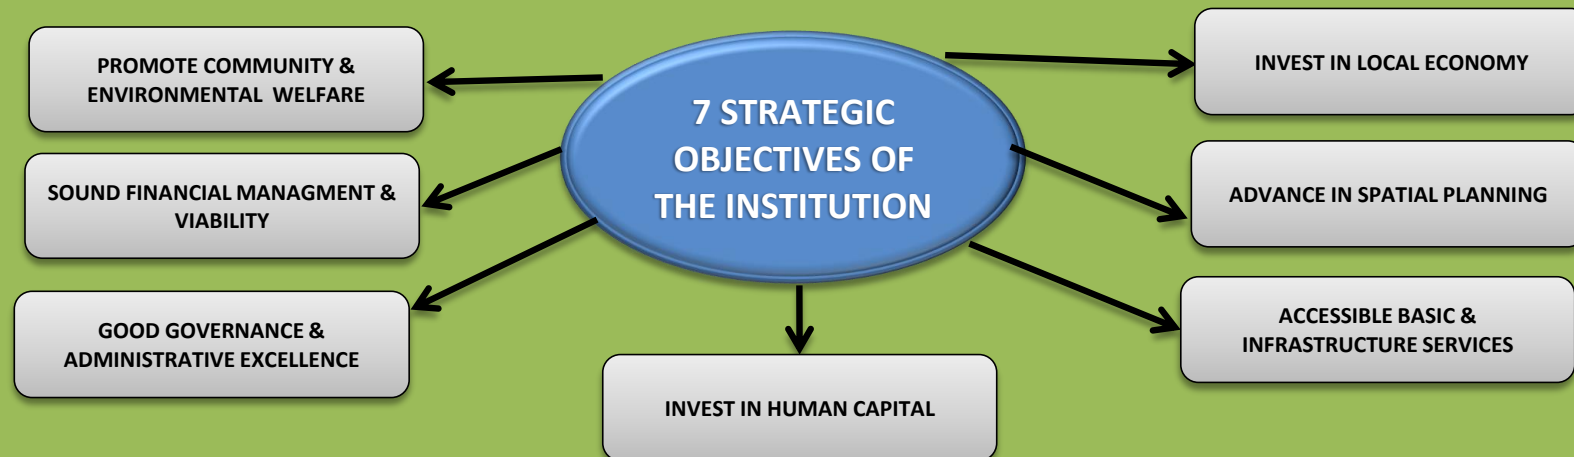 7 STRATEGIC
OBJECTIVES OF
THE INSTITUTION
PROMOTE COMMUNITY &
ENVIRONMENTAL WELFARE
SOUND FINANCIAL MANAGMENT &
VIABILITY
GOOD GOVERNANCE &
ADMINISTRATIVE EXCELLENCE
INVEST IN HUMAN CAPITAL
INVEST IN LOCAL ECONOMY
ADVANCE IN SPATIAL PLANNING
ACCESSIBLE BASIC &
INFRASTRUCTURE SERVICES